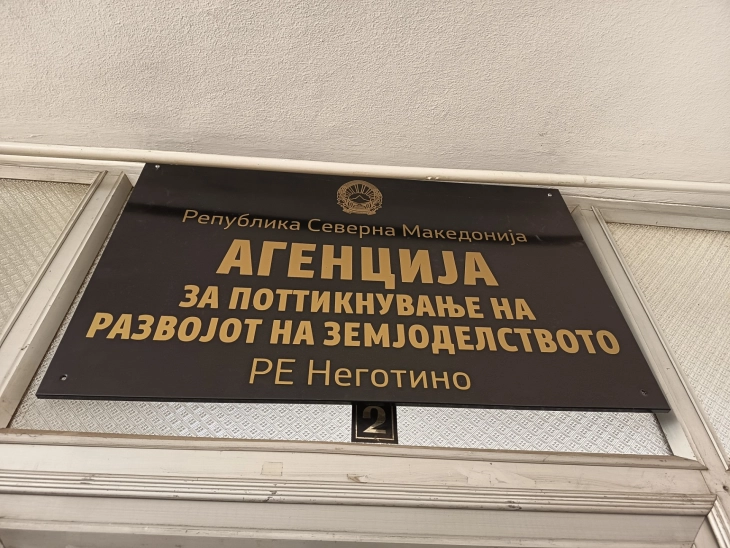 Република Северна Македонија
АГЕНЦИЈА
ЗА ПОТТИКНУВАЊЕ НА
РАЗВОЈОТ НА ЗЕМЈОДЕЛСТВОТО
РЕ Неготино
2